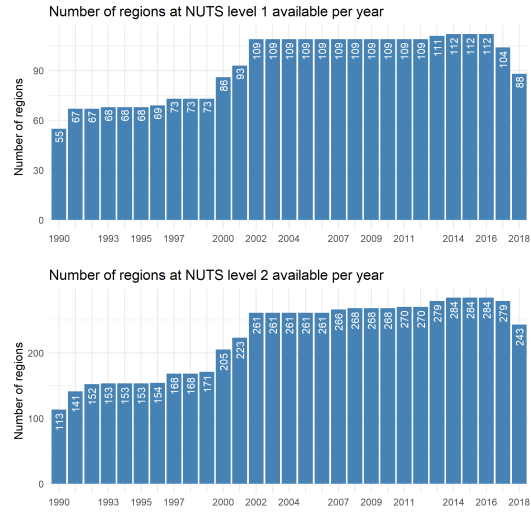 Number of regions at NUTS level 1 available per year
Number of regions
90
60
30
0
55 67 67 68 68 68 69 73 73 73 86 93 109 109 109 109 109 109 109 109 109 109 109 111 112 112 112 104 88
1990 1993 1995 1997 2000 2002 2004 2007 2009 2011 2014 2016 2018
Number of regions at NUTS level 2 available per year
Number of regions
200
100
0
113 141 152 153 153 153 154 168 168 171 205 223 261 261 261 261 261 266 268 268 268 270 270 279 284 284 284 279 243
1990 1993 1995 1997 2000 2002 2004 2007 2009 2011 2014 2016 2018